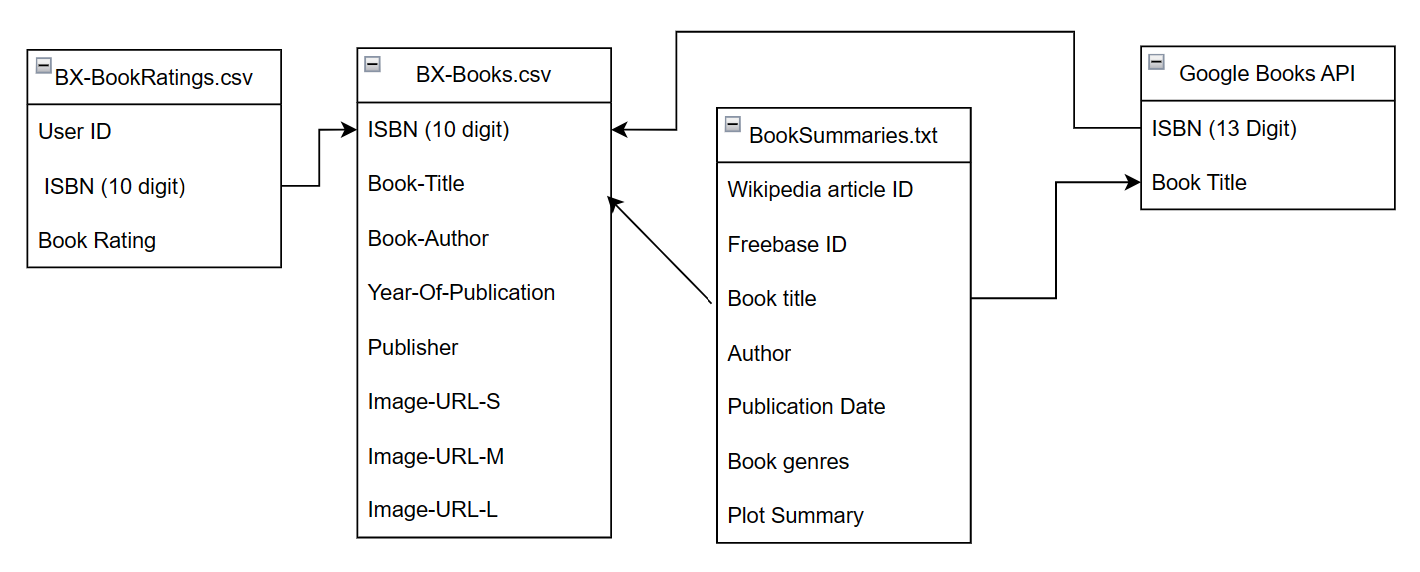 BX-BookRatings.csv
User ID
ISBN (10 digit)
Book Rating
BX-Books.csv
ISBN (10 digit)
Book-Title
Book-Author
Year-Of-Publication
Publisher
Image-URL-S
Image-URL-M
Image-URL-L
BookSummaries.txt
Wikipedia article ID
Freebase ID
Book title
Author
Publication Date
Book genres
Plot Summary
Google Books API
ISBN (13 Digit)
Book Title